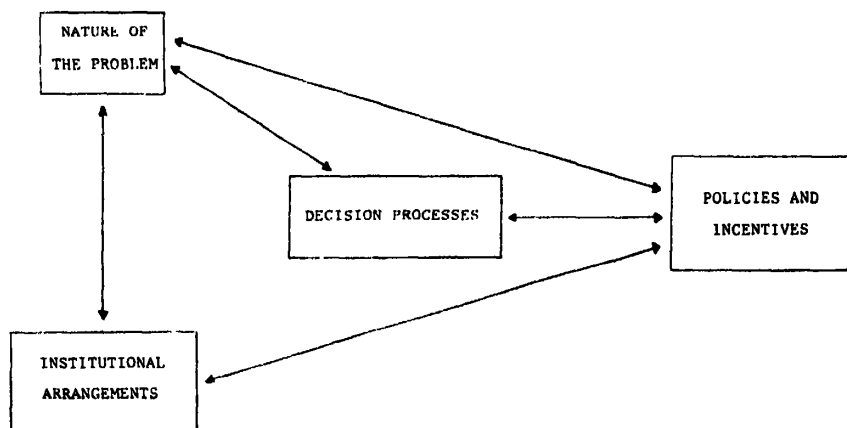 NATURE OF
THE PROBLEM
DECISION PROCESSES
POLICIES AND
INCENTIVES
INSTITUTIONAL
ARRANGEMENTS